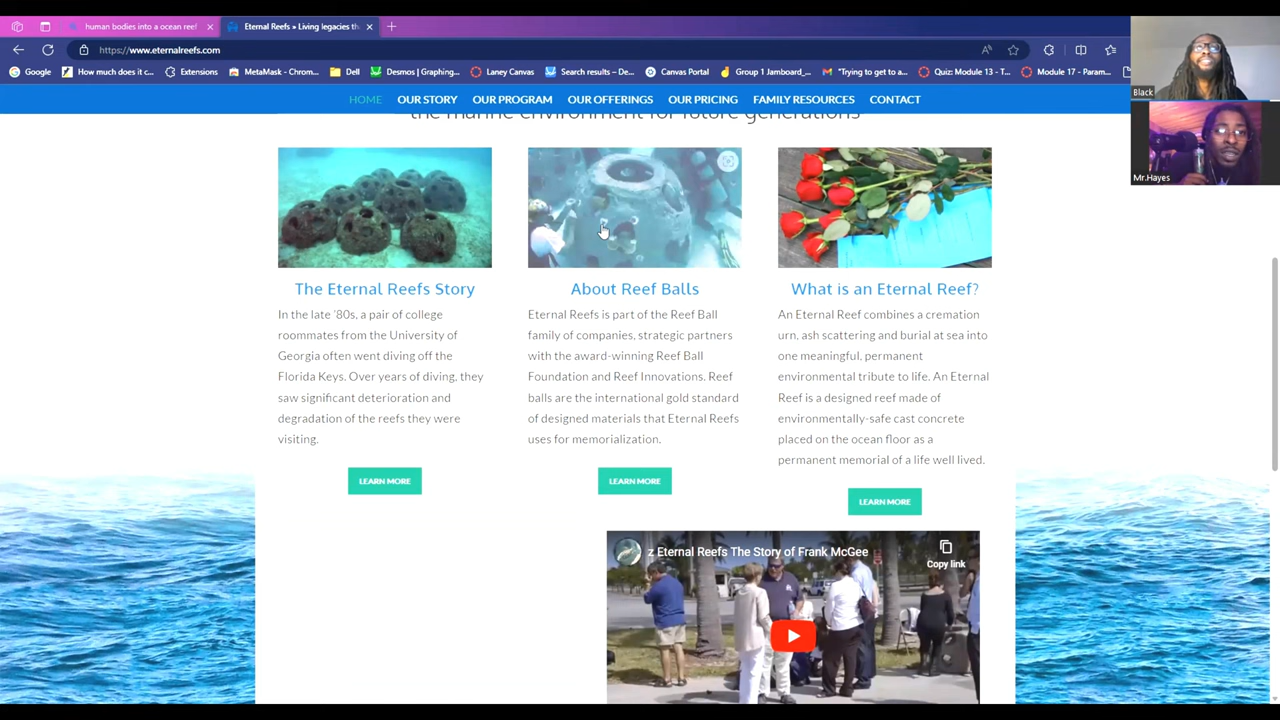 human bodies into a ocean reef
Eternal Reefs » Living legacies th
https://www.eternalreefs.com
Google
How much does it c...
Extensions
MetaMask - Chrom...
Dell
Desmos | Graphing...
Laney Canvas
Search results – De...
Canvas Portal
Group 1 Jamboard_...
"Trying to get to a...
Quiz: Module 13 - T...
Module 17 - Param...
Black
Mr.Hayes
HOME
OUR STORY
OUR PROGRAM
OUR OFFERINGS
OUR PRICING
FAMILY RESOURCES
CONTACT
the marine environment for future generations
The Eternal Reefs Story
In the late '80s, a pair of college
roommates from the University of
Georgia often went diving off the
Florida Keys. Over years of diving, they
saw significant deterioration and
degradation of the reefs they were
visiting.
LEARN MORE
About Reef Balls
Eternal Reefs is part of the Reef Ball
family of companies, strategic partners
with the award-winning Reef Ball
Foundation and Reef Innovations. Reef
balls are the international gold standard
of designed materials that Eternal Reefs
uses for memorialization.
LEARN MORE
What is an Eternal Reef?
An Eternal Reef combines a cremation
urn, ash scattering and burial at sea into
one meaningful, permanent
environmental tribute to life. An Eternal
Reef is a designed reef made of
environmentally-safe cast concrete
placed on the ocean floor as a
permanent memorial of a life well lived.
LEARN MORE
z Eternal Reefs The Story of Frank McGee
Copy link